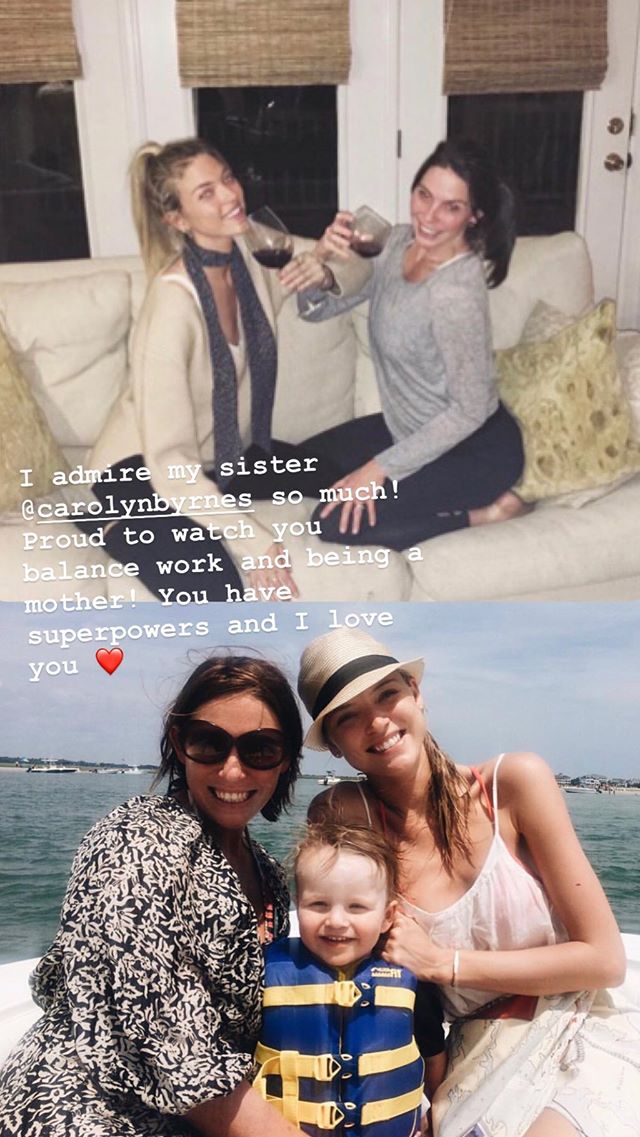 I admire my sister
@carolynbyrnes so much!
Proud to watch you
balance work and being a
mother! You have
superpowers and I love
you ❤️